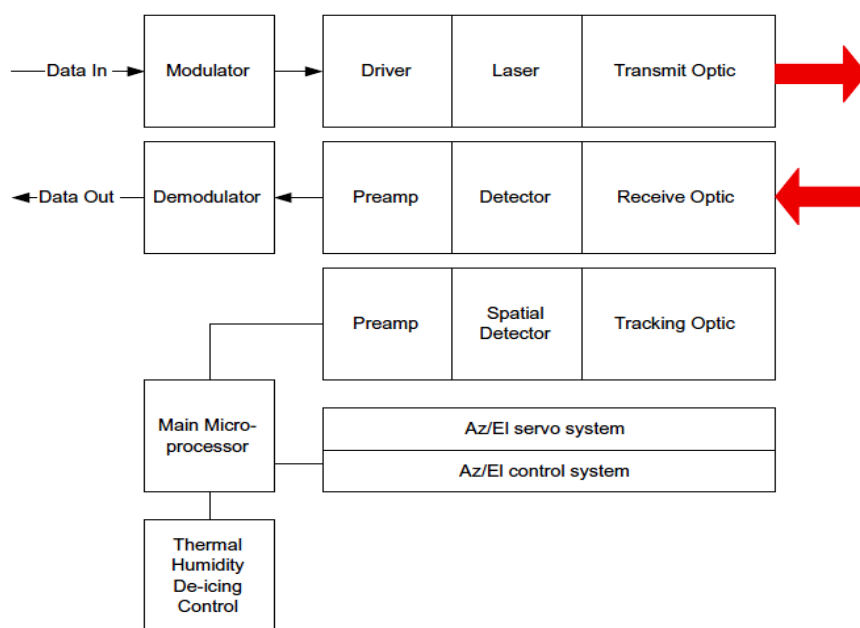 Data In
Modulator
Driver
Laser
Transmit Optic
Data Out
Demodulator
Preamp
Detector
Receive Optic
Preamp
Spatial
Detector
Tracking Optic
Main Micro-
processor
Az/El servo system
Az/El control system
Thermal
Humidity
De-icing
Control